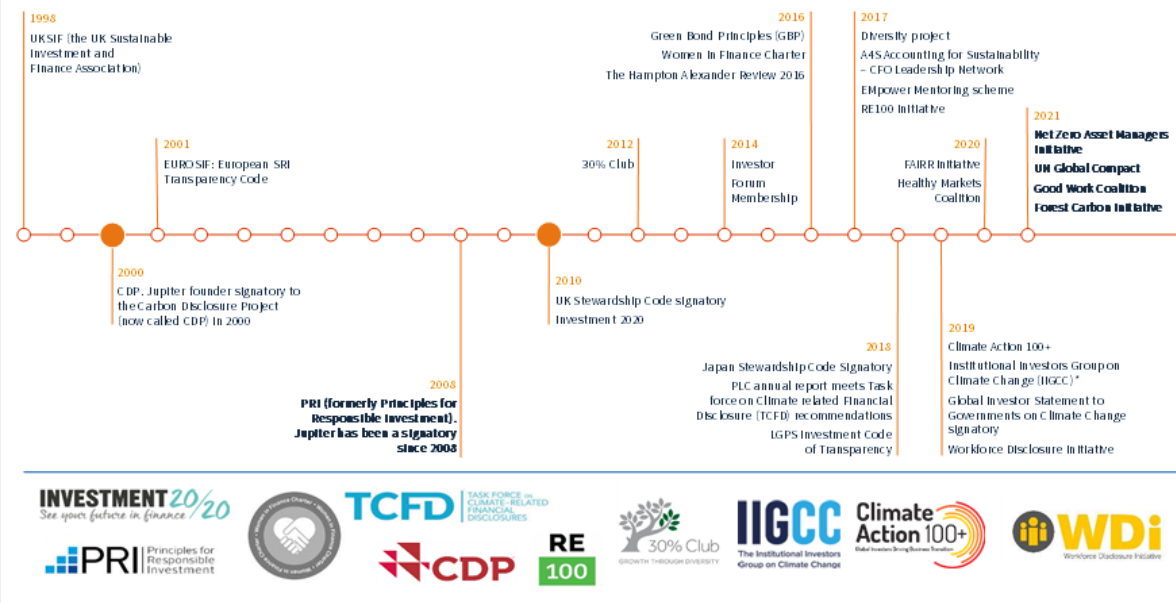 1998
UKSIF (the UK Sustainable
Investment and
Finance Association)
2001
EUROSIF: European SRI
Transparency Code
2012
30% Club
2014
Investor
Forum
Membership
2016
Green Bond Principles (GBP)
Women in Finance Charter
The Hampton Alexander Review 2016
2017
Diversity project
A4S Accounting for Sustainability
– CFO Leadership Network
EMpower Mentoring scheme
RE100 Initiative
2020
FAIRR Initiative
Healthy Markets
Coalition
2021
Net Zero Asset Managers
Initiative
UN Global Compact
Good Work Coalition
Forest Carbon Initiative
2000
CDP. Jupiter founder signatory to
the Carbon Disclosure Project
(now called CDP) in 2000
2008
PRI (formerly Principles for
Responsible Investment).
Jupiter has been a signatory
since 2008
2010
UK Stewardship Code signatory
Investment 2020
2018
Japan Stewardship Code Signatory
PLC annual report meets Task
force on Climate related Financial
Disclosure (TCFD) recommendations
LGPS Investment Code
of Transparency
2019
Climate Action 100+
Institutional Investors Group on
Climate Change (IIGCC)*
Global Investor Statement to
Governments on Climate Change
signatory
Workforce Disclosure Initiative
INVESTMENT 20/20
See your future in finance
PRI Principles for
Responsible
Investment
Women in Finance Charter • Women in Finance Charter
TCFD TASK FORCE ON
CLIMATE-RELATED
FINANCIAL
DISCLOSURES
CDP
RE
100
30% Club
GROWTH THROUGH DIVERSITY
IIGCC
The Institutional Investors
Group on Climate Change
Climate
Action 100+
Global Investors Driving Business Transition
WDi
Workforce Disclosure Initiative